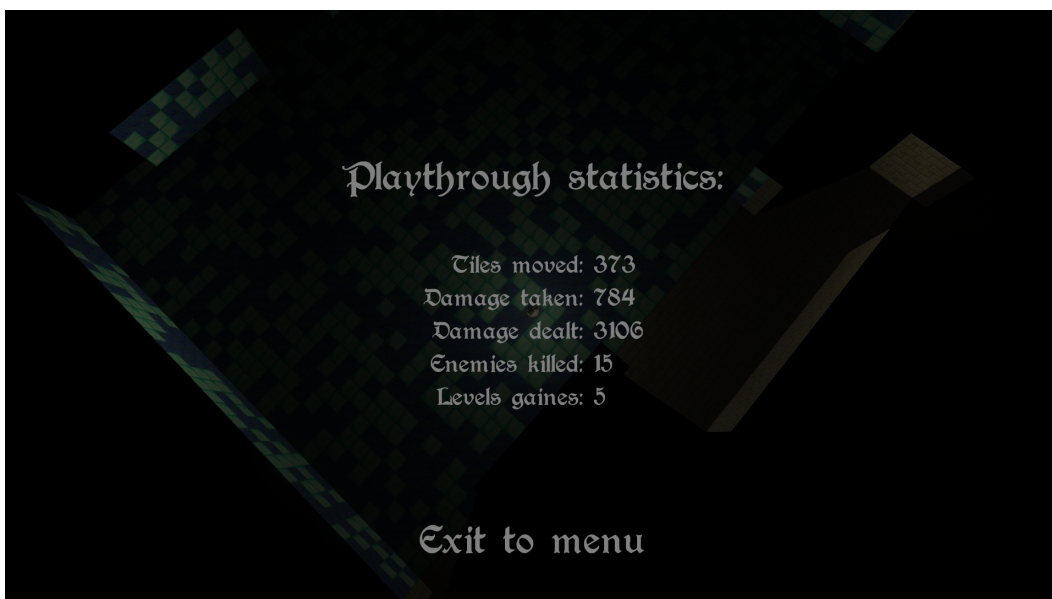 Playthrough statistics:
Tiles moved: 373
Damage taken: 784
Damage dealt: 3106
Enemies killed: 15
Levels gaines: 5
Exit to menu